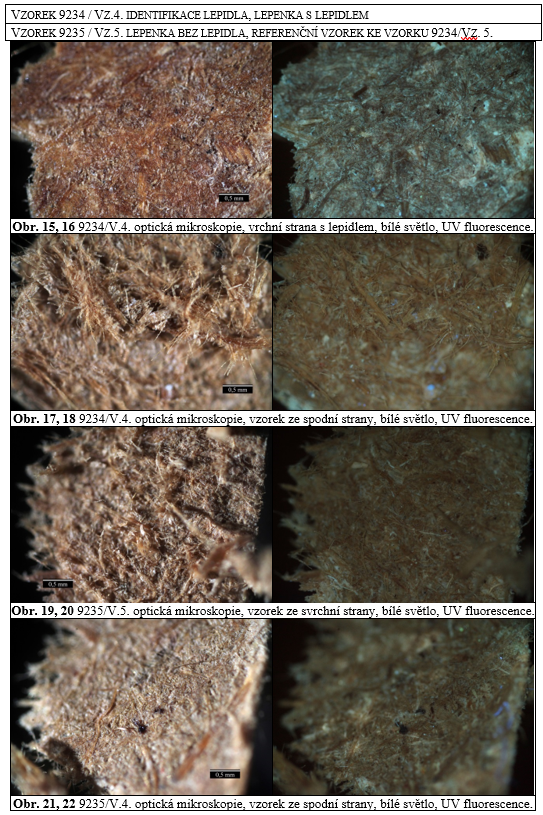 VZOREK 9234 / VZ.4. IDENTIFIKACE LEPIDLA, LEPENKA S LEPIDLEM
VZOREK 9235 / VZ.5. LEPENKA BEZ LEPIDLA, REFERENČNÍ VZOREK KE VZORKU 9234/VZ. 5.
0,5 mm
Obr. 15, 16 9234/V.4. optická mikroskopie, vrchní strana s lepidlem, bílé světlo, UV fluorescence.
0,5 mm
Obr. 17, 18 9234/V.4. optická mikroskopie, vzorek ze spodní strany, bílé světlo, UV fluorescence.
0,5 mm
Obr. 19, 20 9235/V.5. optická mikroskopie, vzorek ze svrchní strany, bílé světlo, UV fluorescence.
0,5 mm
Obr. 21, 22 9235/V.4. optická mikroskopie, vzorek ze spodní strany, bílé světlo, UV fluorescence.